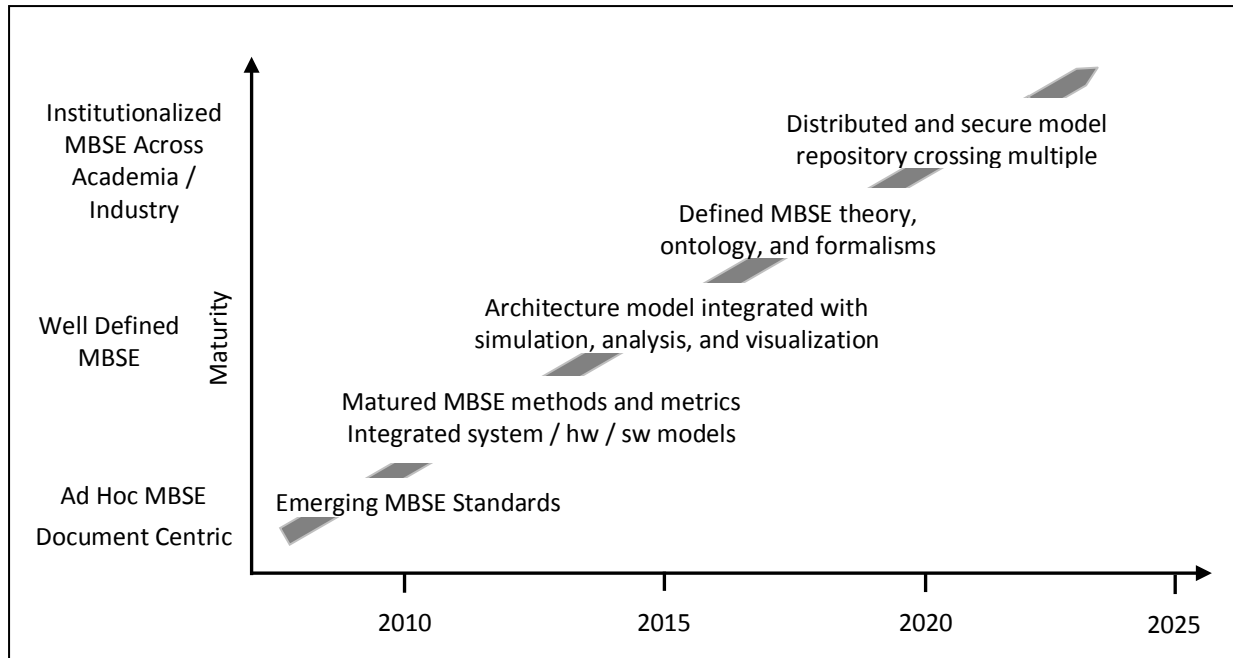 Institutionalized
MBSE Across
Academia /
Industry
Well Defined
MBSE
Ad Hoc MBSE
Document Centric
Maturity
Distributed and secure model
repository crossing multiple
Defined MBSE theory,
ontology, and formalisms
Architecture model integrated with
simulation, analysis, and visualization
Matured MBSE methods and metrics
Integrated system / hw / sw models
Emerging MBSE Standards
2010
2015
2020
2025